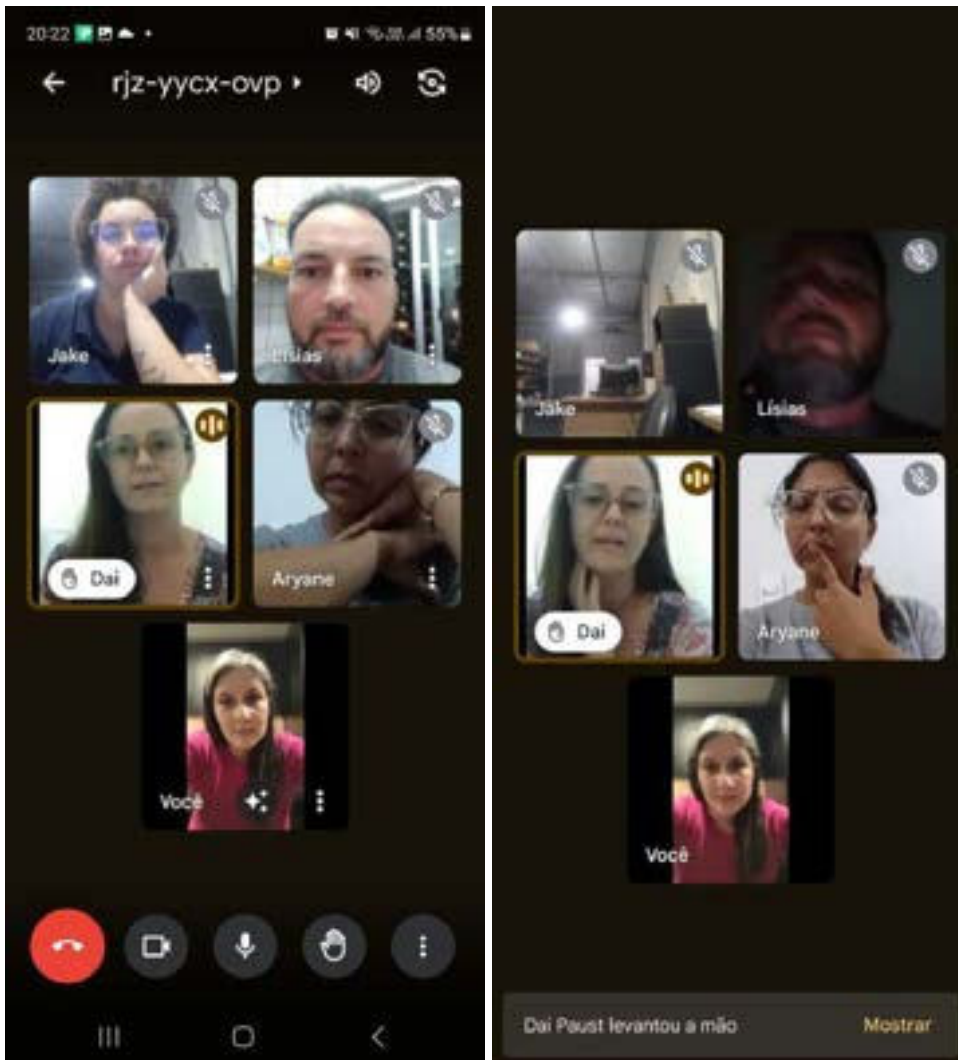 20:22
55%
rjz-yycx-ovp
Jake
Lísias
Dai
Aryane
Você
Jake
Lísias
Dai
Aryane
Você
Dai Paust levantou a mão
Mostrar